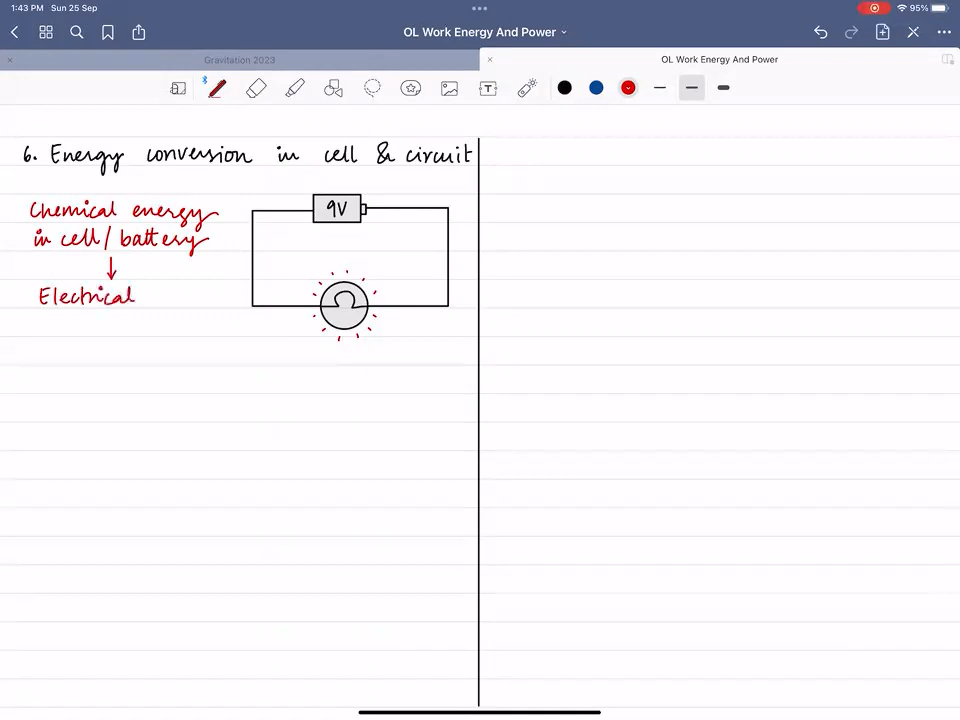 1:43 PM Sun 25 Sep
95%
OL Work Energy And Power
Gravitation 2023
OL Work Energy And Power
T
6. Energy conversion in cell & circuit
Chemical energy
in cell/battery
↓
Electrical
9V